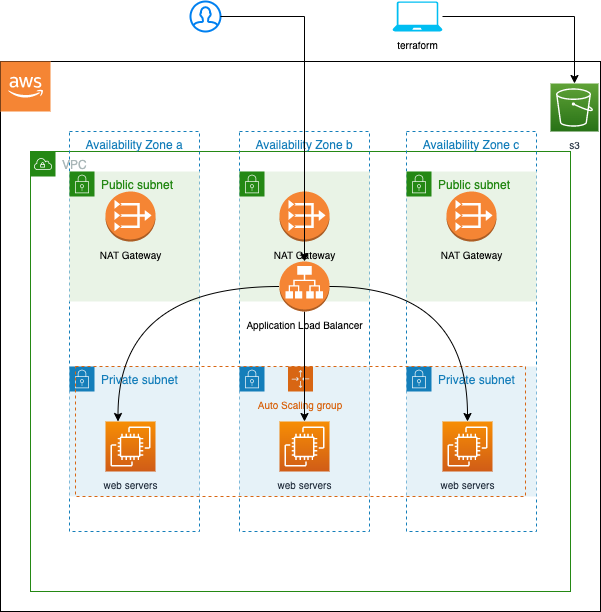 terraform
aws
s3
Availability Zone a
Availability Zone b
Availability Zone c
VPC
Public subnet
Public subnet
NAT Gateway
NAT Gateway
NAT Gateway
Application Load Balancer
Private subnet
Private subnet
Auto Scaling group
web servers
web servers
web servers